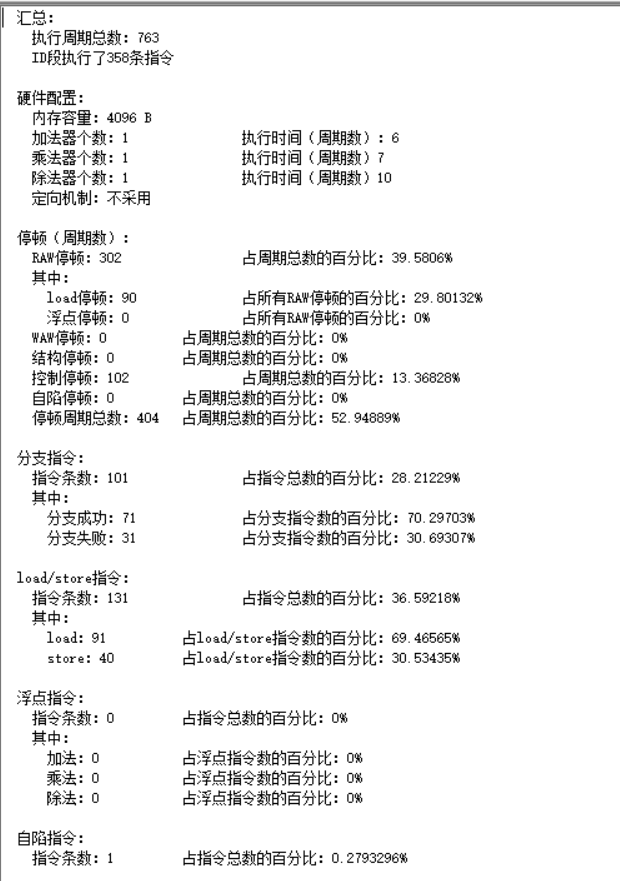 汇总:
执行周期总数: 763
ID段执行了358条指令
硬件配置:
内存容量: 4096 B
加法器个数: 1 执行时间（周期数）: 6
乘法器个数: 1 执行时间（周期数）7
除法器个数: 1 执行时间（周期数）10
定向机制: 不采用
停顿（周期数）:
RAW停顿: 302 占周期总数的百分比: 39.5806%
其中:
load停顿: 90 占所有RAW停顿的百分比: 29.80132%
浮点停顿: 0 占所有RAW停顿的百分比: 0%
WAW停顿: 0 占周期总数的百分比: 0%
结构停顿: 0 占周期总数的百分比: 0%
控制停顿: 102 占周期总数的百分比: 13.36828%
自陷停顿: 0 占周期总数的百分比: 0%
停顿周期总数: 404 占周期总数的百分比: 52.94889%
分支指令:
指令条数: 101 占指令总数的百分比: 28.21229%
其中:
分支成功: 71 占分支指令数的百分比: 70.29703%
分支失败: 31 占分支指令数的百分比: 30.69307%
load/store指令:
指令条数: 131 占指令总数的百分比: 36.59218%
其中:
load: 91 占load/store指令数的百分比: 69.46565%
store: 40 占load/store指令数的百分比: 30.53435%
浮点指令:
指令条数: 0 占指令总数的百分比: 0%
其中:
加法: 0 占浮点指令数的百分比: 0%
乘法: 0 占浮点指令数的百分比: 0%
除法: 0 占浮点指令数的百分比: 0%
自陷指令:
指令条数: 1 占指令总数的百分比: 0.2793296%